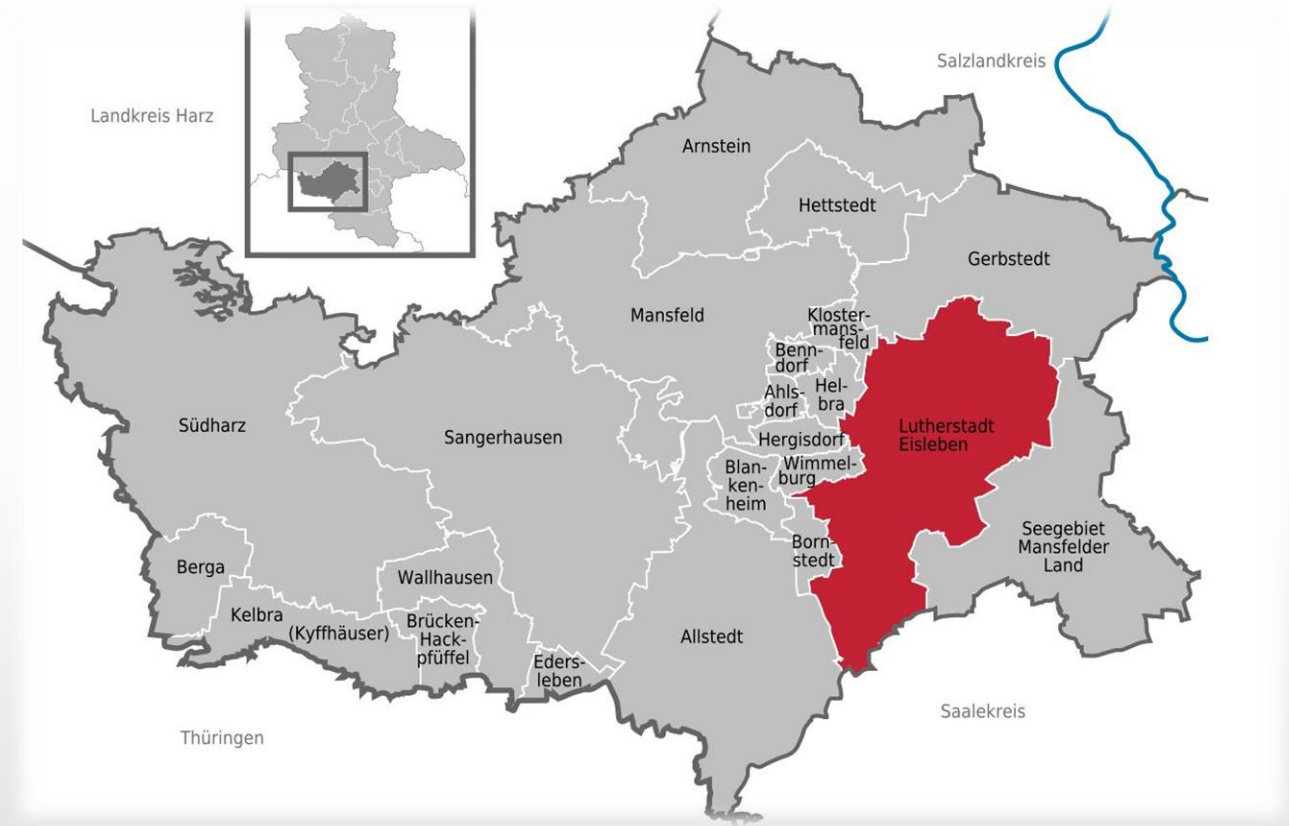 Salzlandkreis
Landkreis Harz
Arnstein
Hettstedt
Gerbstedt
Mansfeld
Kloster-
mans-
feld
Benn-
dorf
Ahls-
dorf
Hel-
bra
Lutherstadt
Eisleben
Südharz
Sangerhausen
Hergisdorf
Wimmel-
burg
Blan-
ken-
heim
Born-
stedt
Seegebiet
Mansfelder
Land
Berga
Wallhausen
Kelbra
(Kyffhäuser)
Brücken-
Hack-
pfüffel
Allstedt
Eders-
leben
Saalekreis
Thüringen